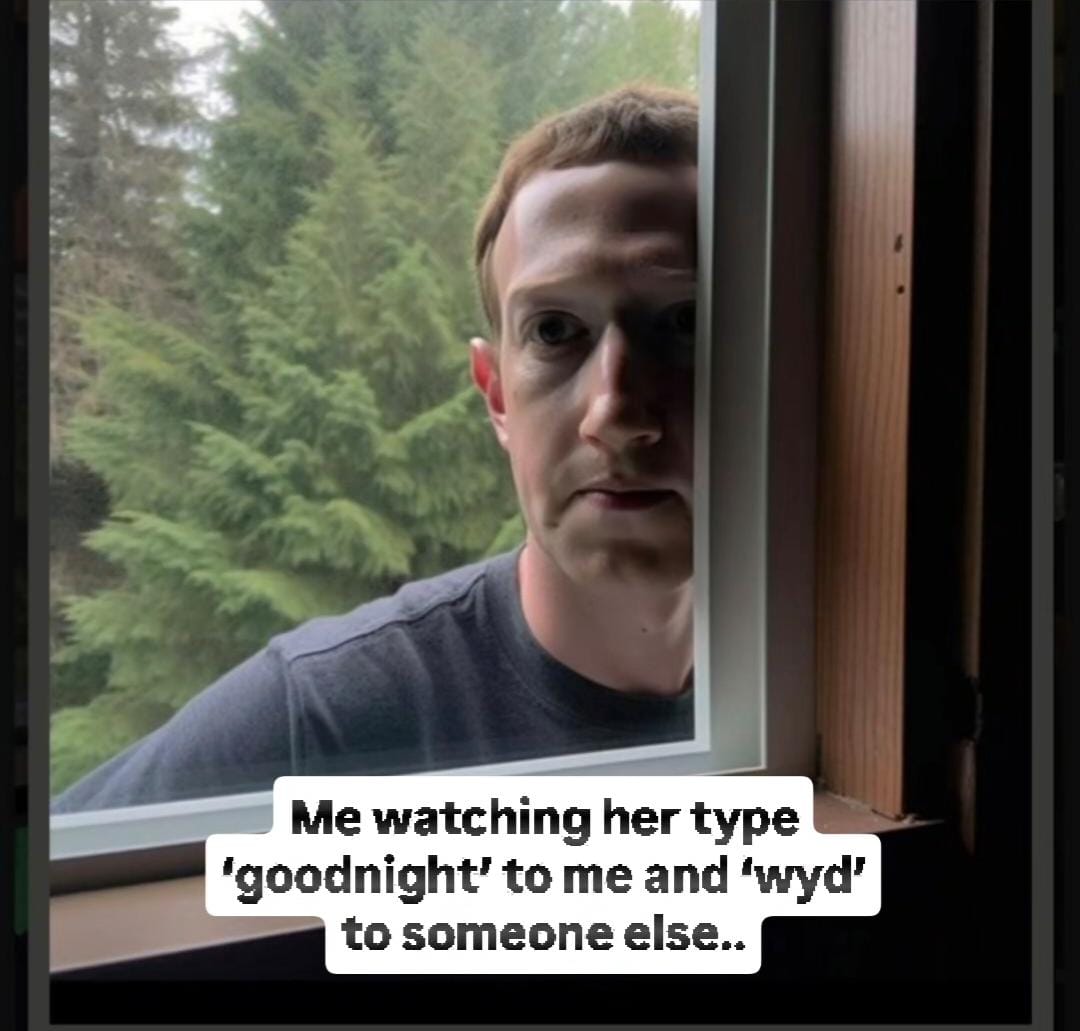 Me watching her type
‘goodnight’ to me and ‘wyd’
to someone else..